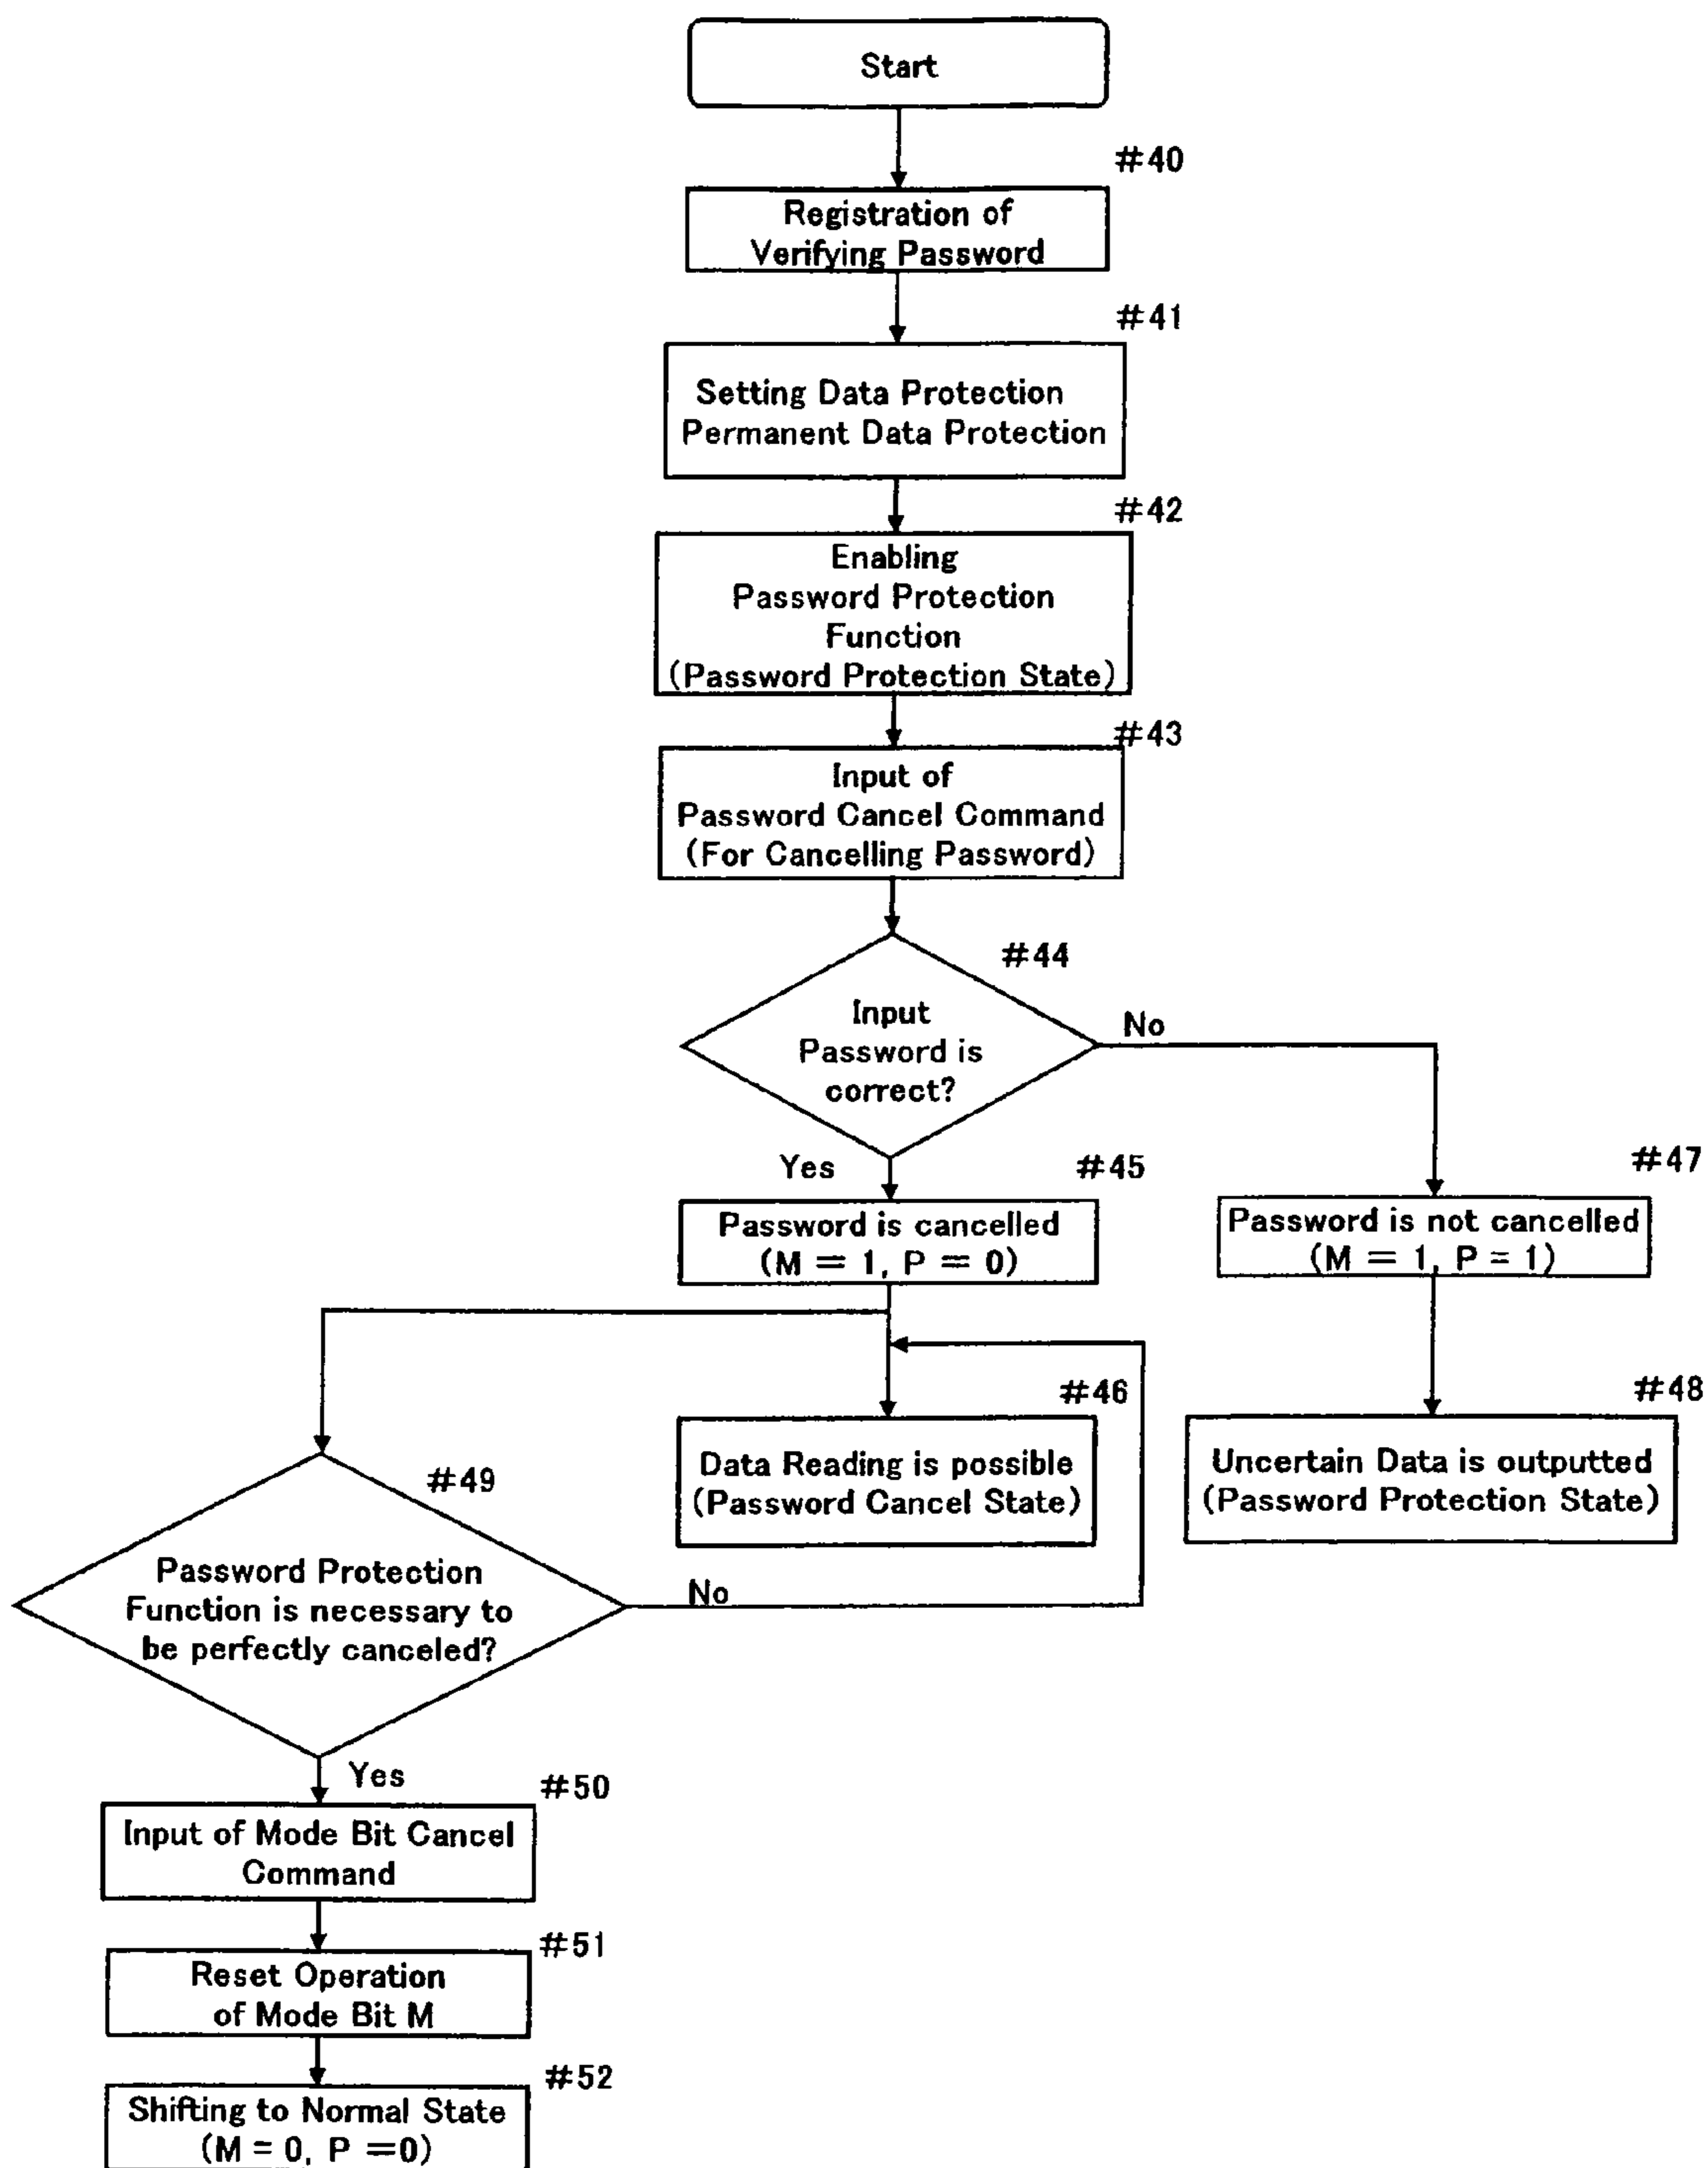 Start
#40
Registration of
Verifying Password
#41
Setting Data Protection
Permanent Data Protection
#42
Enabling
Password Protection
Function
(Password Protection State)
#43
Input of
Password Cancel Command
(For Cancelling Password)
#44
Input
Password is
correct?
No
Yes
#45
#47
Password is cancelled
(M = 1, P = 0)
Password is not cancelled
(M = 1, P = 1)
#46
#48
Data Reading is possible
(Password Cancel State)
Uncertain Data is outputted
(Password Protection State)
#49
Password Protection
Function is necessary to
be perfectly canceled?
No
Yes
#50
Input of Mode Bit Cancel
Command
#51
Reset Operation
of Mode Bit M
#52
Shifting to Normal State
(M = 0, P =0)